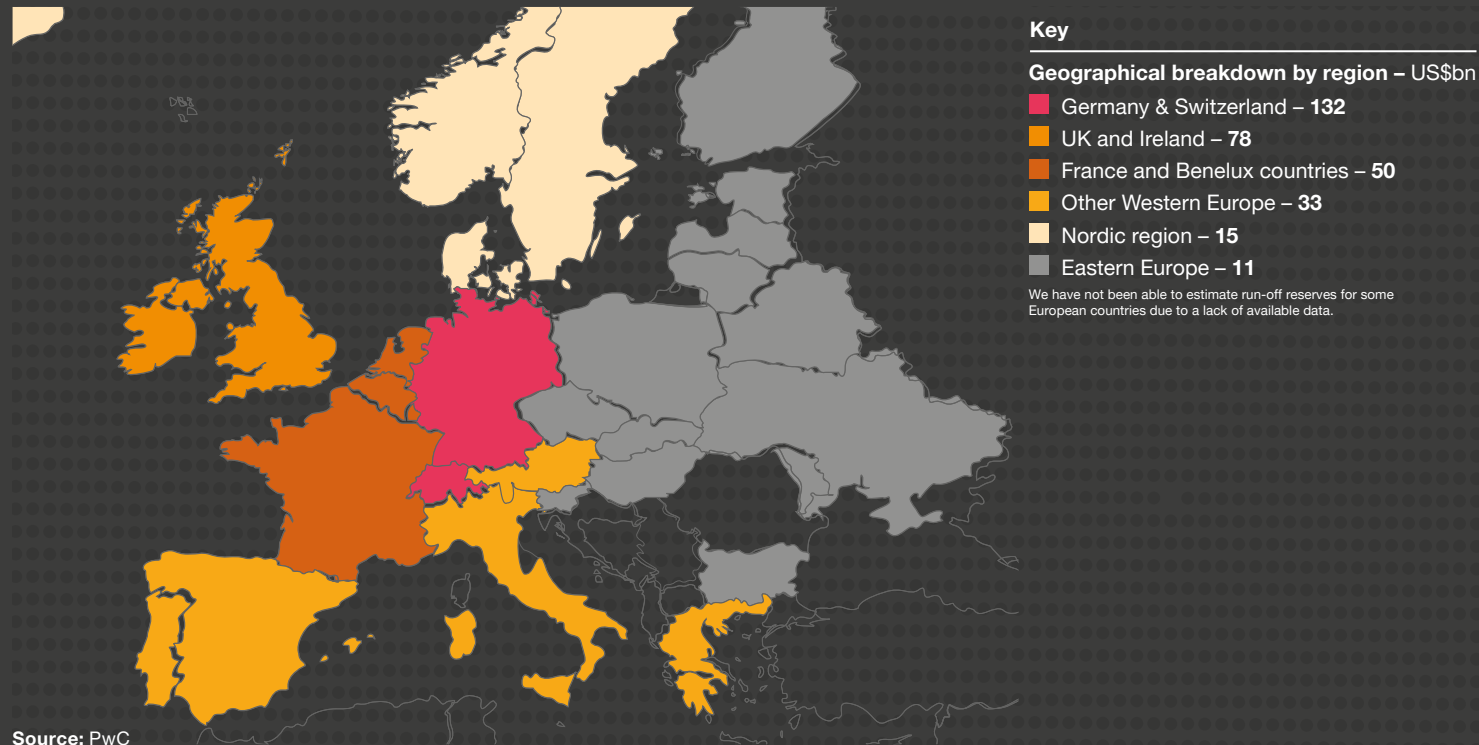 Key
Geographical breakdown by region – US$bn
Germany & Switzerland – 132
UK and Ireland – 78
France and Benelux countries – 50
Other Western Europe – 33
Nordic region – 15
Eastern Europe – 11
We have not been able to estimate run-off reserves for some
European countries due to a lack of available data.
Source: PwC